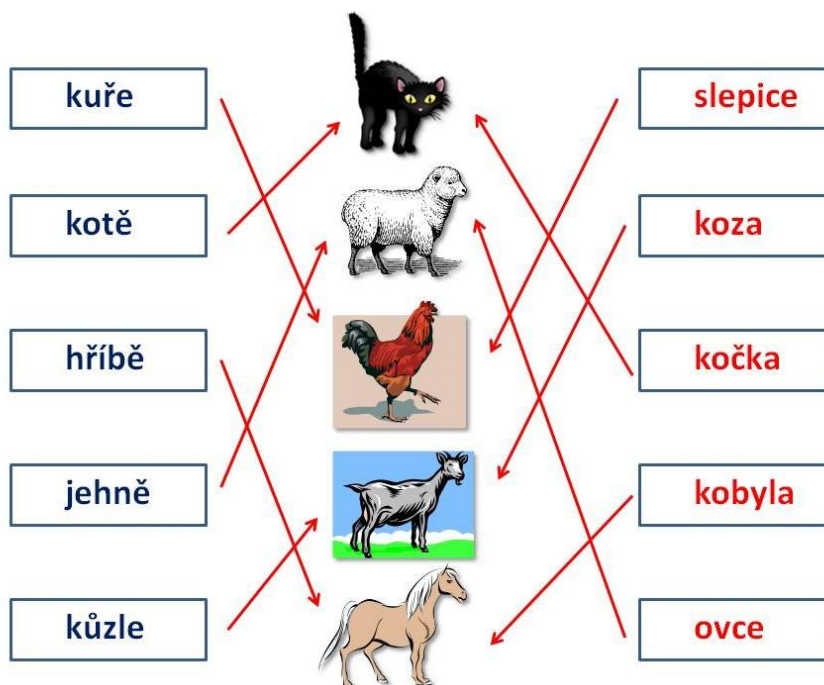 kuře
kotě
hříbě
jehně
kůzle
slepice
koza
kočka
kobyla
ovce